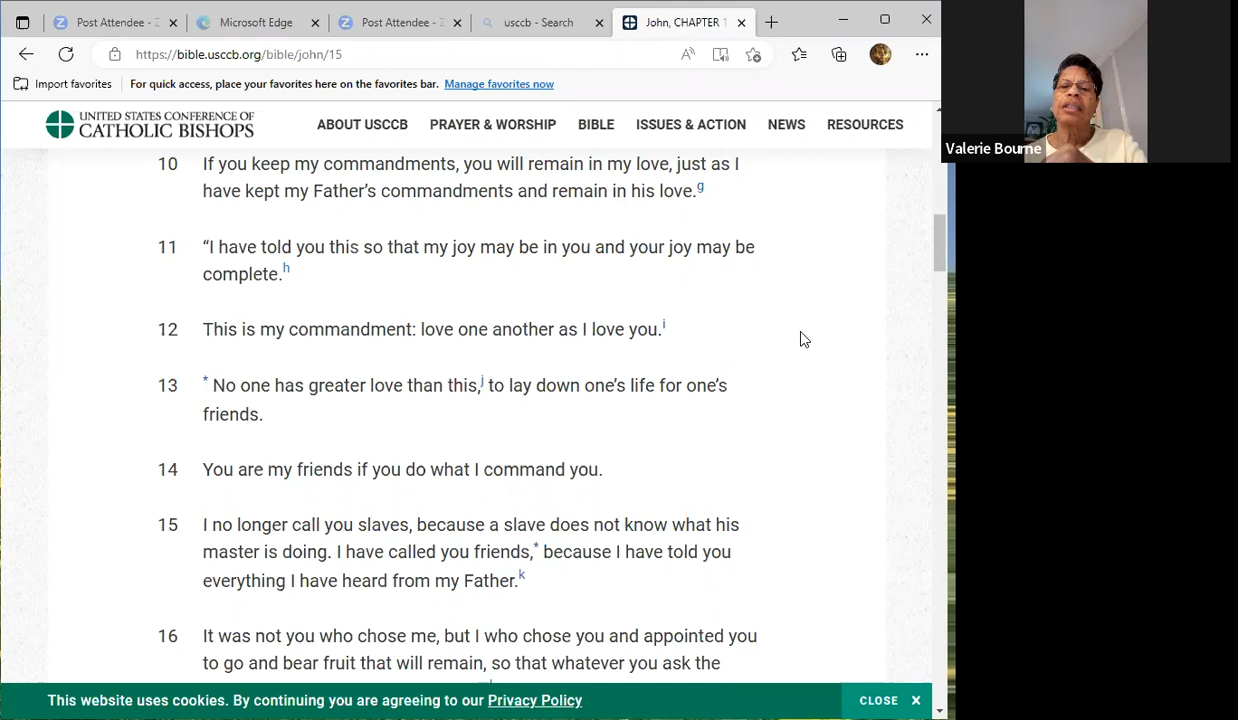 Post Attendee - Z
Microsoft Edge
Post Attendee - Z
usccb - Search
John, CHAPTER 1
https://bible.usccb.org/bible/john/15
Import favorites
For quick access, place your favorites here on the favorites bar. Manage favorites now
UNITED STATES CONFERENCE OF
CATHOLIC BISHOPS
ABOUT USCCB PRAYER & WORSHIP BIBLE ISSUES & ACTION NEWS RESOURCES
10 If you keep my commandments, you will remain in my love, just as I
have kept my Father’s commandments and remain in his love.g
11 “I have told you this so that my joy may be in you and your joy may be
complete.h
12 This is my commandment: love one another as I love you.i
13 * No one has greater love than this,j to lay down one’s life for one’s
friends.
14 You are my friends if you do what I command you.
15 I no longer call you slaves, because a slave does not know what his
master is doing. I have called you friends,* because I have told you
everything I have heard from my Father.k
16 It was not you who chose me, but I who chose you and appointed you
to go and bear fruit that will remain, so that whatever you ask the
This website uses cookies. By continuing you are agreeing to our Privacy Policy
CLOSE X
Valerie Bourne